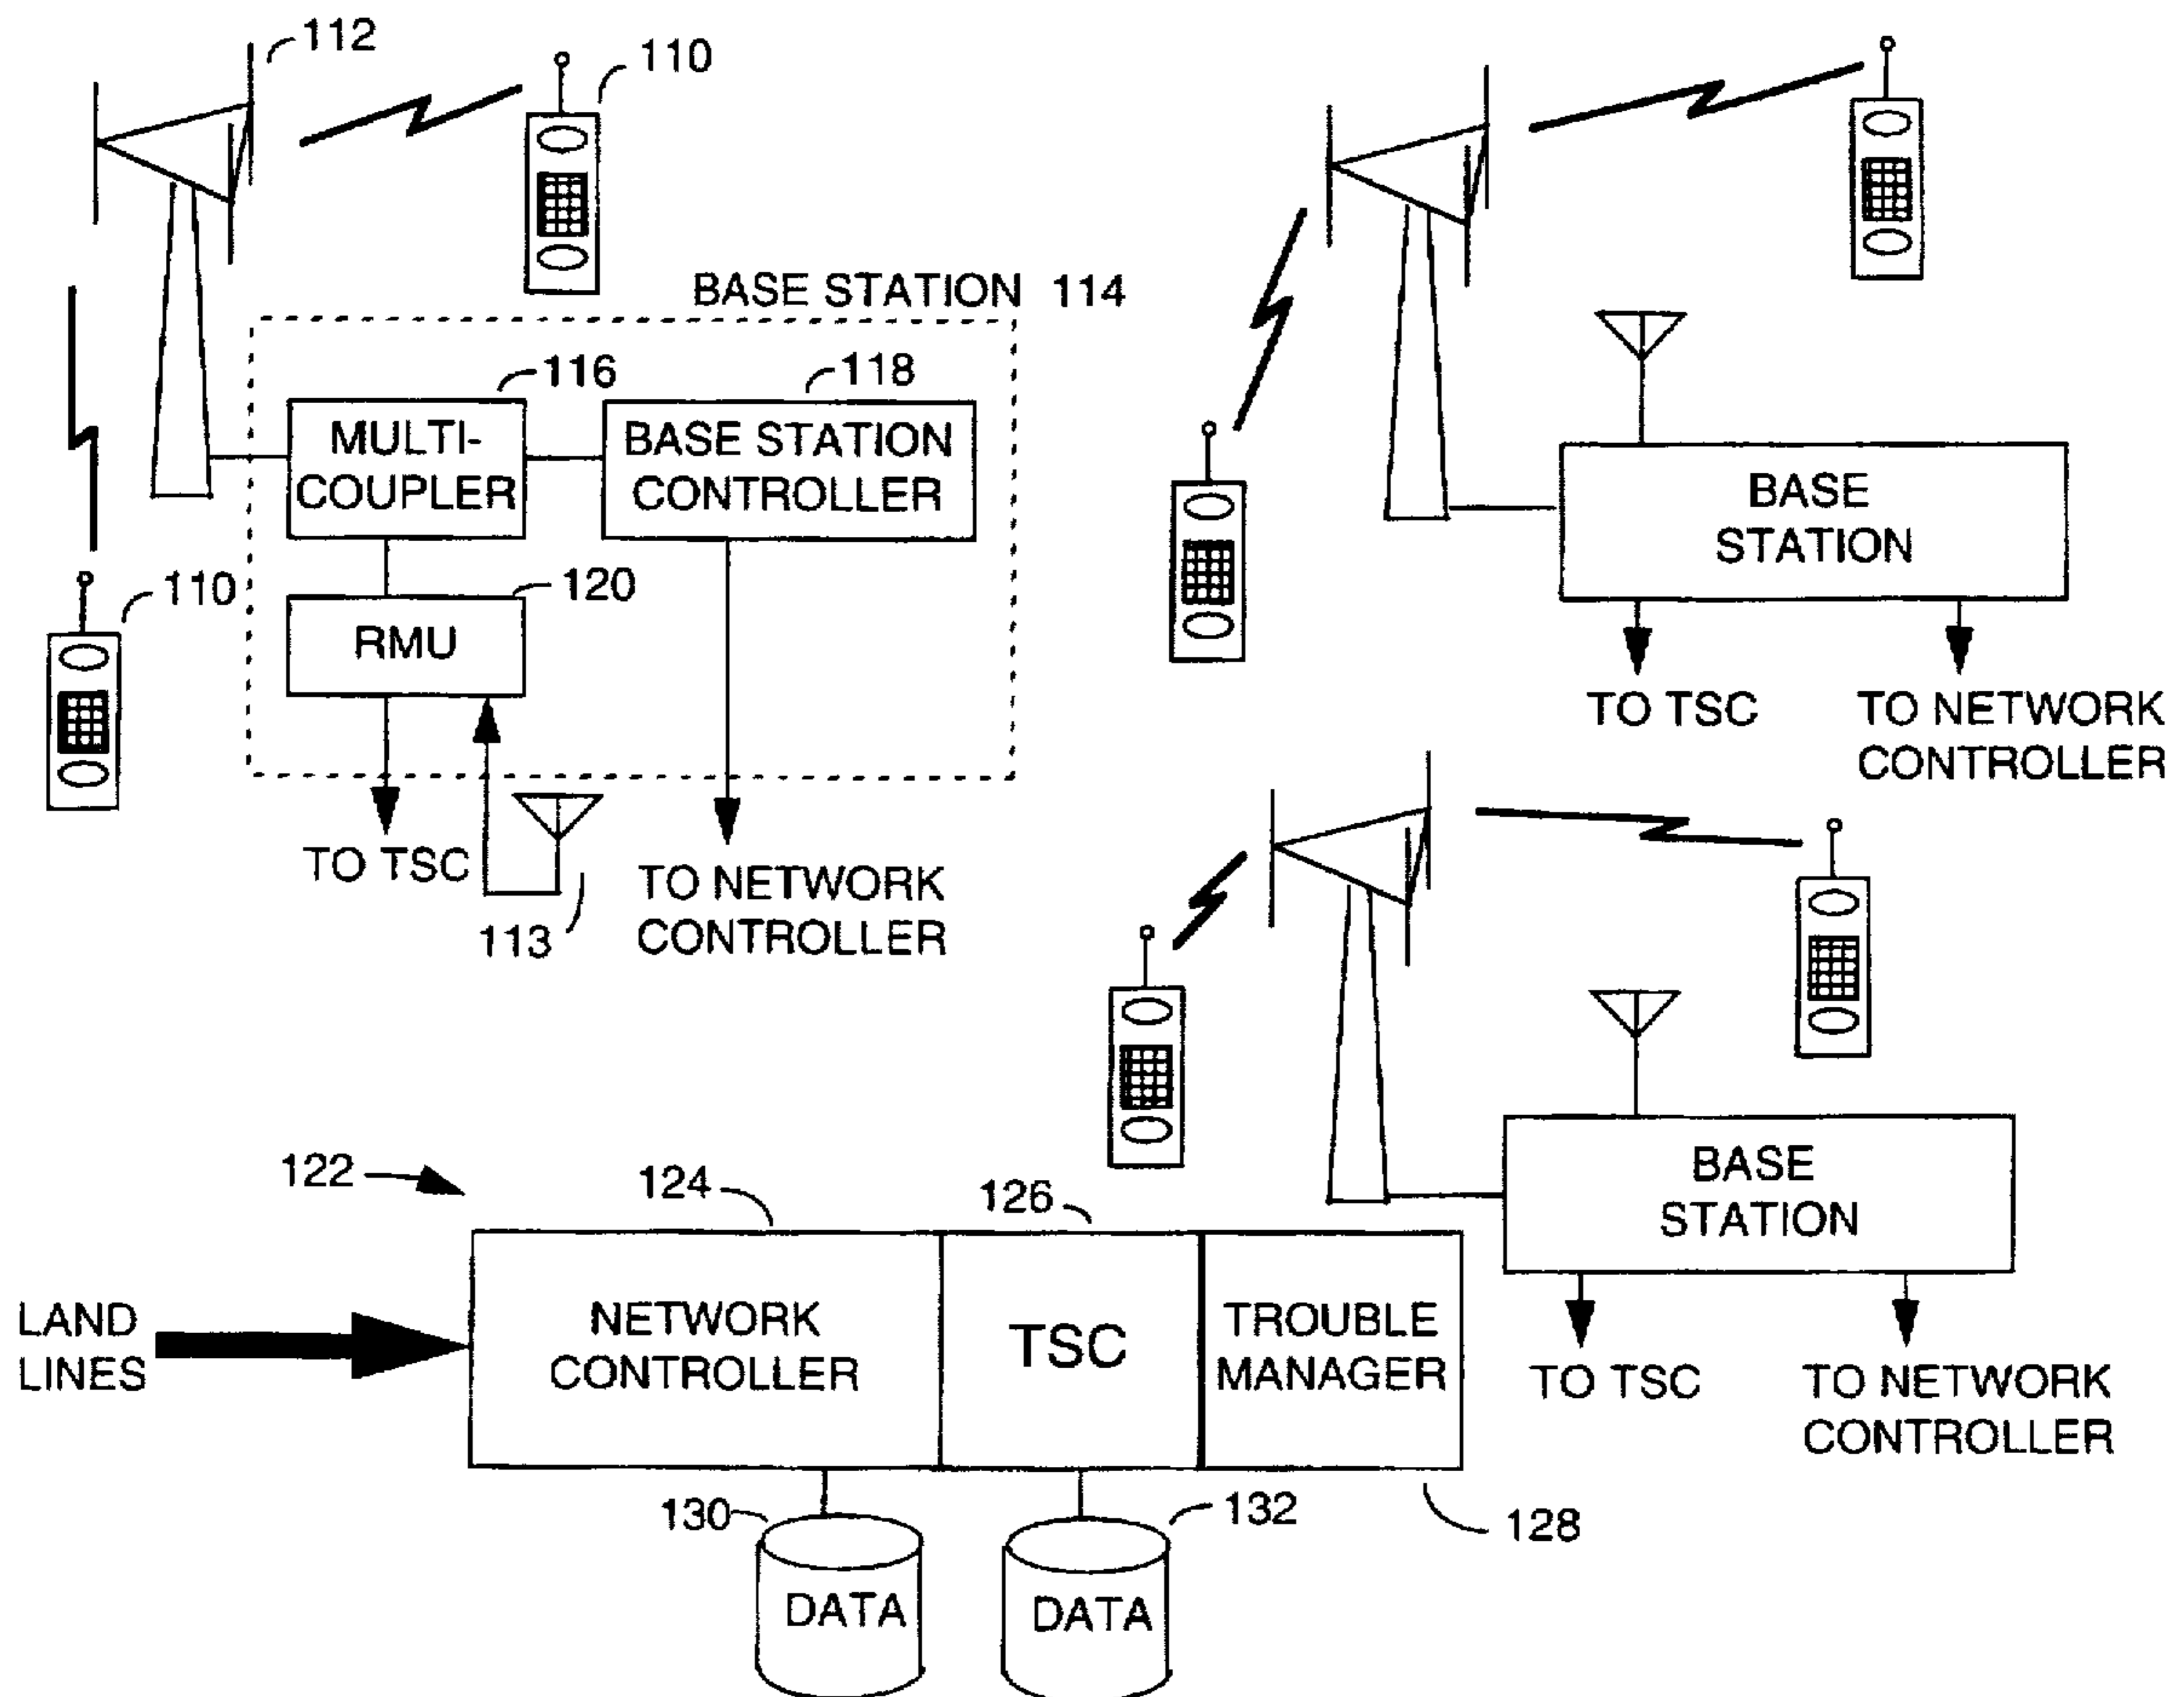 112
110
BASE STATION 114
116
118
MULTI-
COUPLER
BASE STATION
CONTROLLER
110
120
RMU
TO TSC
TO NETWORK
CONTROLLER
113
BASE
STATION
TO TSC
TO NETWORK
CONTROLLER
BASE
STATION
TO TSC
TO NETWORK
CONTROLLER
122
124
126
LAND
LINES
NETWORK
CONTROLLER
TSC
TROUBLE
MANAGER
130
132
128
DATA
DATA